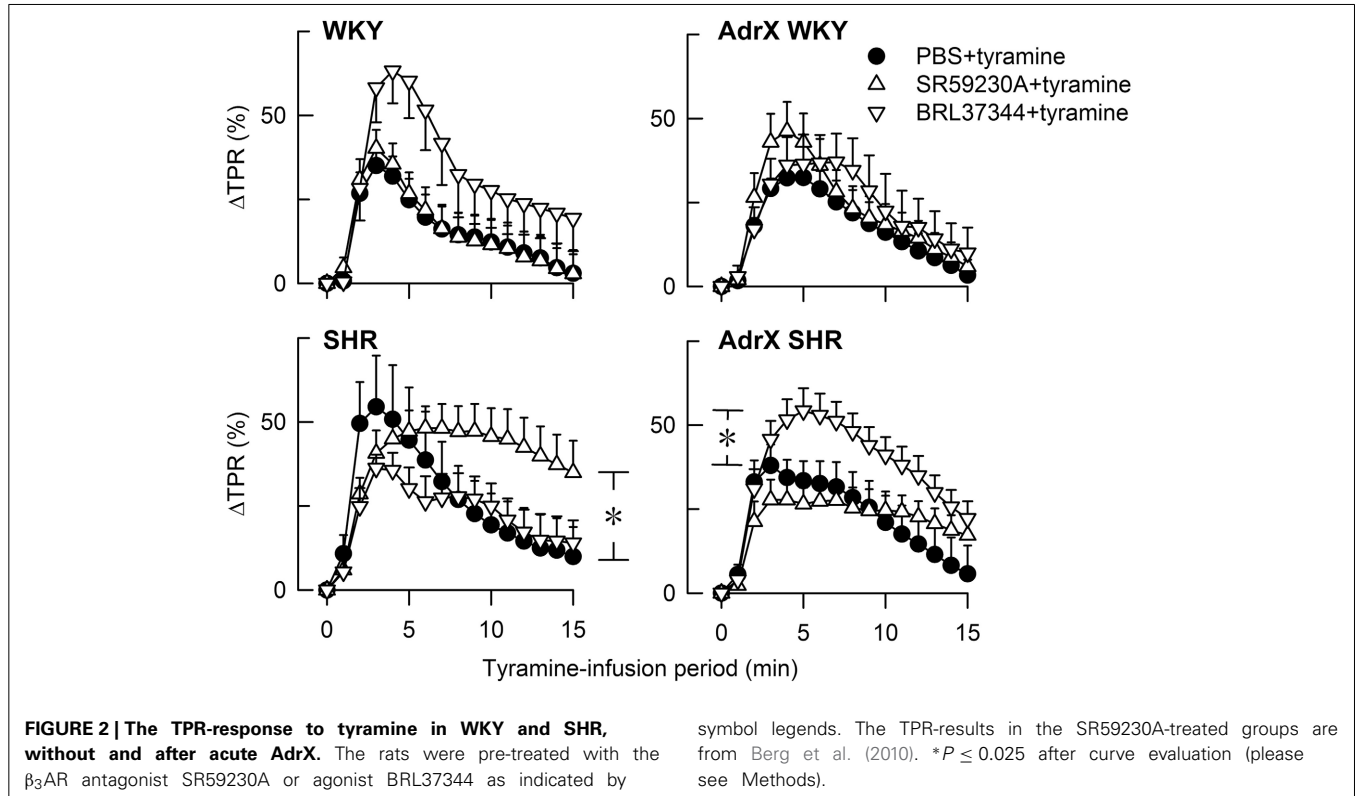 WKY
AdrX WKY
PBS+tyramine
SR59230A+tyramine
BRL37344+tyramine
ΔTPR (%)
50
0
50
0
SHR
AdrX SHR
ΔTPR (%)
50
0
*
50
0
*
0 5 10 15
0 5 10 15
Tyramine-infusion period (min)
FIGURE 2 | The TPR-response to tyramine in WKY and SHR,
without and after acute AdrX. The rats were pre-treated with the
β₃AR antagonist SR59230A or agonist BRL37344 as indicated by
symbol legends. The TPR-results in the SR59230A-treated groups are
from Berg et al. (2010). *P ≤ 0.025 after curve evaluation (please
see Methods).